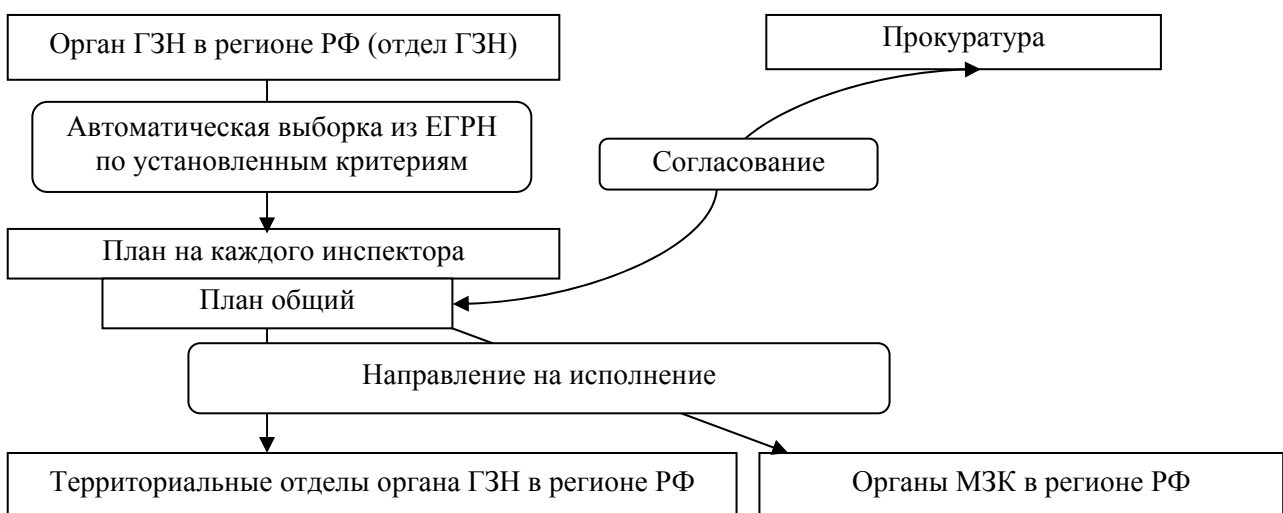 Орган ГЗН в регионе РФ (отдел ГЗН)
Прокуратура
Автоматическая выборка из ЕГРН
по установленным критериям
Согласование
План на каждого инспектора
План общий
Направление на исполнение
Территориальные отделы органа ГЗН в регионе РФ
Органы МЗК в регионе РФ